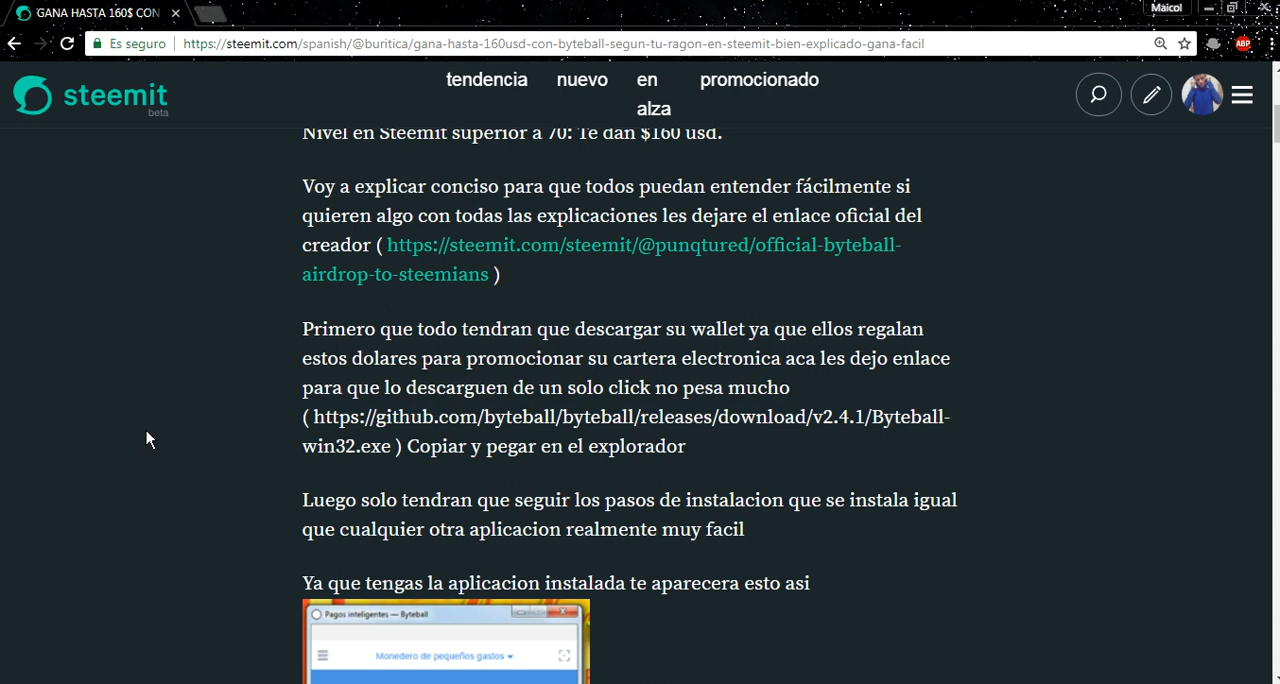 GANA HASTA 160$ CON
Maicol
Es seguro
https://steemit.com/spanish/@buritica/gana-hasta-160usd-con-byteball-segun-tu-ragon-en-steemit-bien-explicado-gana-facil
ABP
steemit
beta
tendencia nuevo en alza promocionado
Nivel en Steemit superior a 70: Te dan $160 usd.
Voy a explicar conciso para que todos puedan entender fácilmente si
quieren algo con todas las explicaciones les dejare el enlace oficial del
creador ( https://steemit.com/steemit/@punqtured/official-byteball-
airdrop-to-steemians )
Primero que todo tendran que descargar su wallet ya que ellos regalan
estos dolares para promocionar su cartera electronica aca les dejo enlace
para que lo descarguen de un solo click no pesa mucho
( https://github.com/byteball/byteball/releases/download/v2.4.1/Byteball-
win32.exe ) Copiar y pegar en el explorador
Luego solo tendran que seguir los pasos de instalacion que se instala igual
que cualquier otra aplicacion realmente muy facil
Ya que tengas la aplicacion instalada te aparecera esto asi
Pagos inteligentes — Byteball
Monedero de pequeños gastos